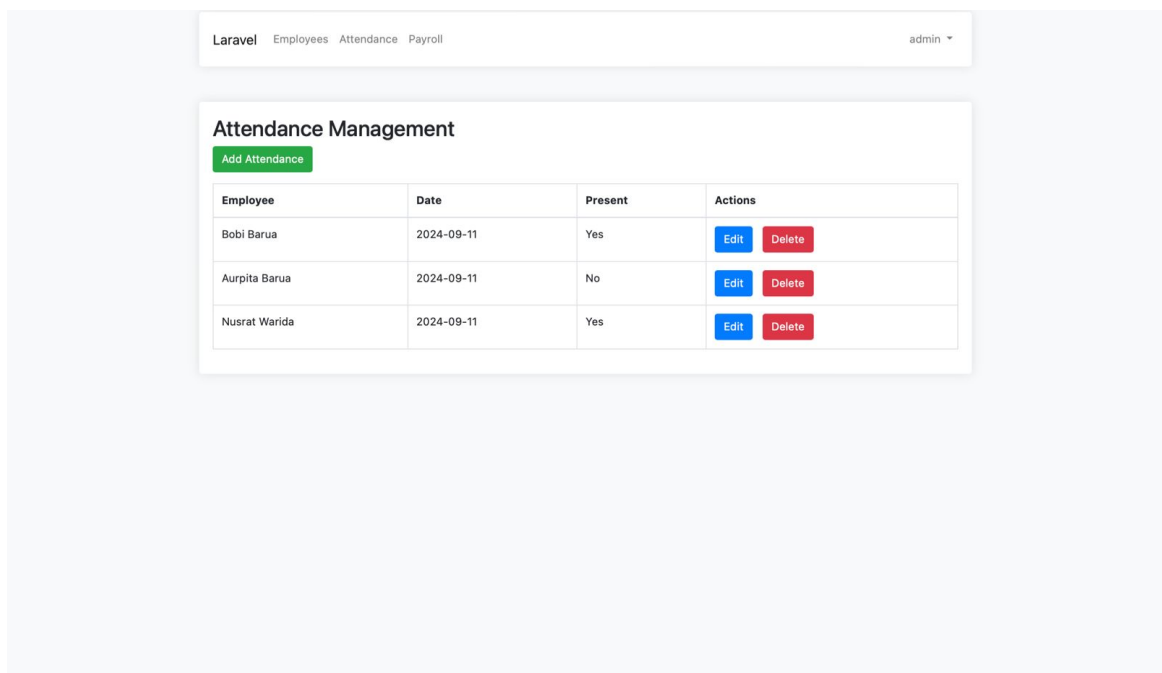 Laravel Employees Attendance Payroll admin
Attendance Management
Add Attendance
Employee Date Present Actions
Bobi Barua 2024-09-11 Yes Edit Delete
Aurpita Barua 2024-09-11 No Edit Delete
Nusrat Warida 2024-09-11 Yes Edit Delete